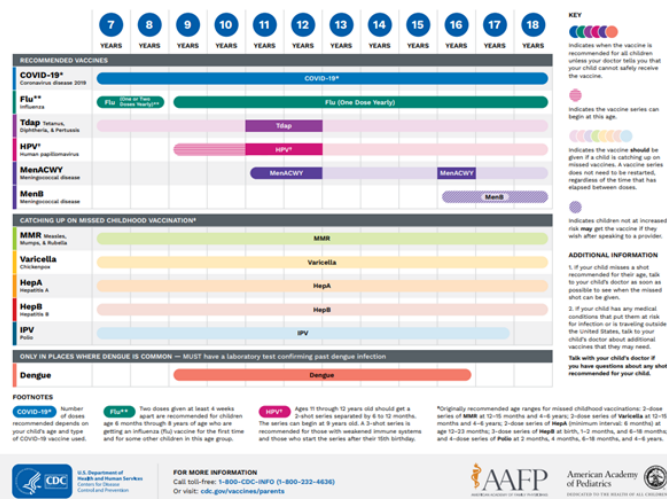 7 8 9 10 11 12 13 14 15 16 17 18
YEARS YEARS YEARS YEARS YEARS YEARS YEARS YEARS YEARS YEARS YEARS YEARS
RECOMMENDED VACCINES
COVID-19* COVID-19*
Coronavirus disease 2019
Flu** Flu (One or Two Doses Yearly)** Flu (One Dose Yearly)
Influenza
Tdap Tetanus, Tdap
Diphtheria, & Pertussis
HPV† HPV†
Human papillomavirus
MenACWY MenACWY MenACWY
Meningococcal disease
MenB MenB
Meningococcal disease
CATCHING UP ON MISSED CHILDHOOD VACCINATION
MMR Measles, MMR
Mumps, & Rubella
Varicella Varicella
Chickenpox
HepA HepA
Hepatitis A
HepB HepB
Hepatitis B
IPV IPV
Polio
ONLY IN PLACES WHERE DENGUE IS COMMON — MUST have a laboratory test confirming past dengue infection
Dengue Dengue
KEY
Indicates when the vaccine is
recommended for all children
unless your doctor tells you that
your child cannot safely receive
the vaccine.
Indicates the vaccine series can
begin at this age.
Indicates the vaccine should be
given if a child is catching up on
missed vaccines. A vaccine series
does not need to be restarted,
regardless of the time that has
elapsed between doses.
Indicates children not at increased
risk may get the vaccine if they
wish after speaking to a provider.
ADDITIONAL INFORMATION
1. If your child misses a shot
recommended for their age, talk
to your child's doctor as soon as
possible to see when the missed
shot can be given.
2. If your child has any medical
conditions that put them at risk
for infection or is traveling outside
the United States, talk to your
child's doctor about additional
vaccines that they may need.
Talk with your child's doctor if
you have questions about any shot
recommended for your child.
FOOTNOTES
COVID-19* Number
of doses
recommended depends on
your child's age and type
of COVID-19 vaccine used.
Flu** Two doses given at least 4 weeks
apart are recommended for children
age 6 months through 8 years of age who are
getting an influenza (flu) vaccine for the first time
and for some other children in this age group.
HPV† Ages 11 through 12 years old should get a
2-shot series separated by 6 to 12 months.
The series can begin at 9 years old. A 3-shot series is
recommended for those with weakened immune systems
and those who start the series after their 15th birthday.
Originally recommended age ranges for missed childhood vaccinations: 2-dose
series of MMR at 12–15 months and 4–6 years; 2-dose series of Varicella at 12–15
months and 4–6 years; 2-dose series of HepA (minimum interval: 6 months) at
age 12–23 months; 3-dose series of HepB at birth, 1–2 months, and 6–18 months;
and 4-dose series of Polio at 2 months, 4 months, 6–18 months, and 4–6 years.
CDC
U.S. Department of
Health and Human Services
Centers for Disease
Control and Prevention
FOR MORE INFORMATION
Call toll-free: 1-800-CDC-INFO (1-800-232-4636)
Or visit: cdc.gov/vaccines/parents
AAFP
AMERICAN ACADEMY OF FAMILY PHYSICIANS
American Academy
of Pediatrics
DEDICATED TO THE HEALTH OF ALL CHILDREN